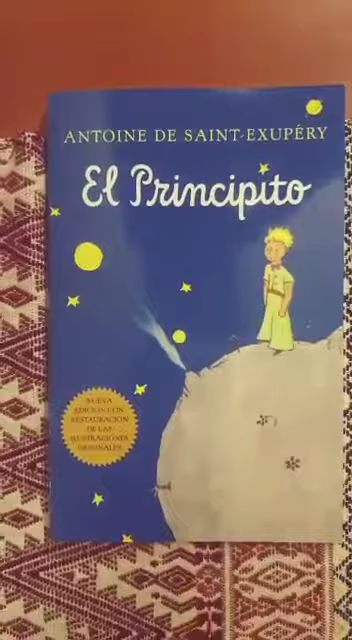 ANTOINE DE SAINT-EXUPÉRY
El Principito
NUEVA
EDICIÓN CON
RESTAURACIÓN
DE LAS
ILUSTRACIONES
ORIGINALES